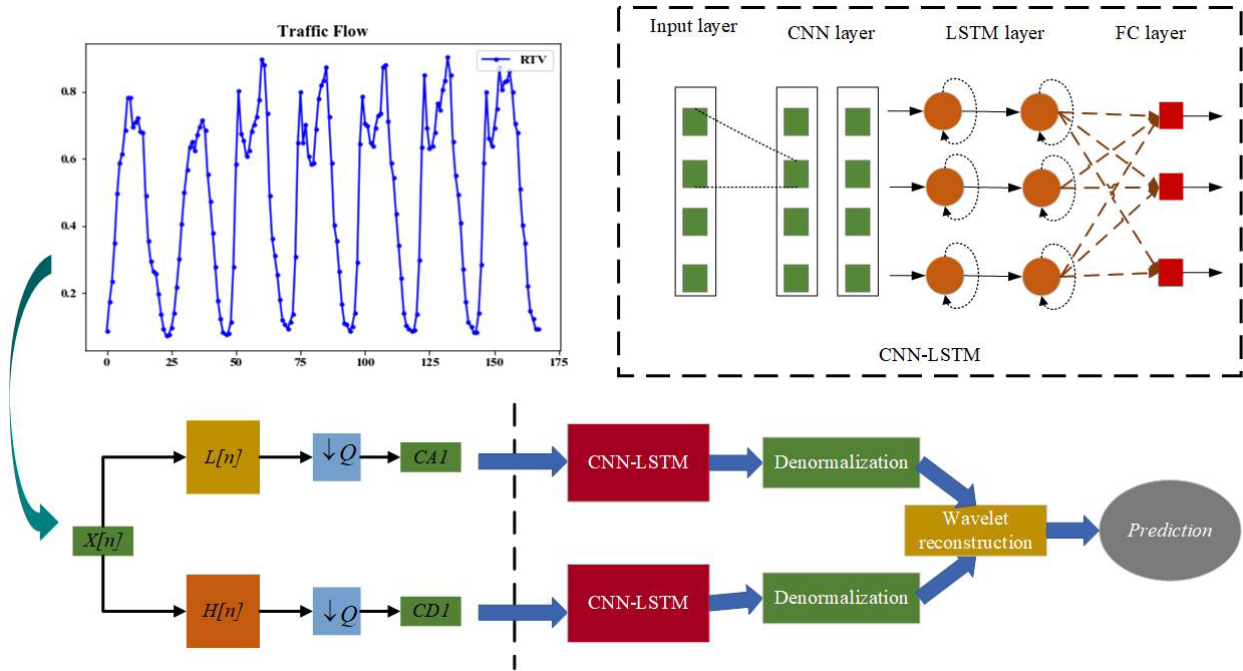 Traffic Flow
RTV
0.8
0.6
0.4
0.2
0 25 50 75 100 125 150 175
Input layer
CNN layer
LSTM layer
FC layer
CNN-LSTM
X[n]
L[n]
↓Q
CA1
CNN-LSTM
Denormalization
H[n]
↓Q
CD1
CNN-LSTM
Denormalization
Wavelet
reconstruction
Prediction